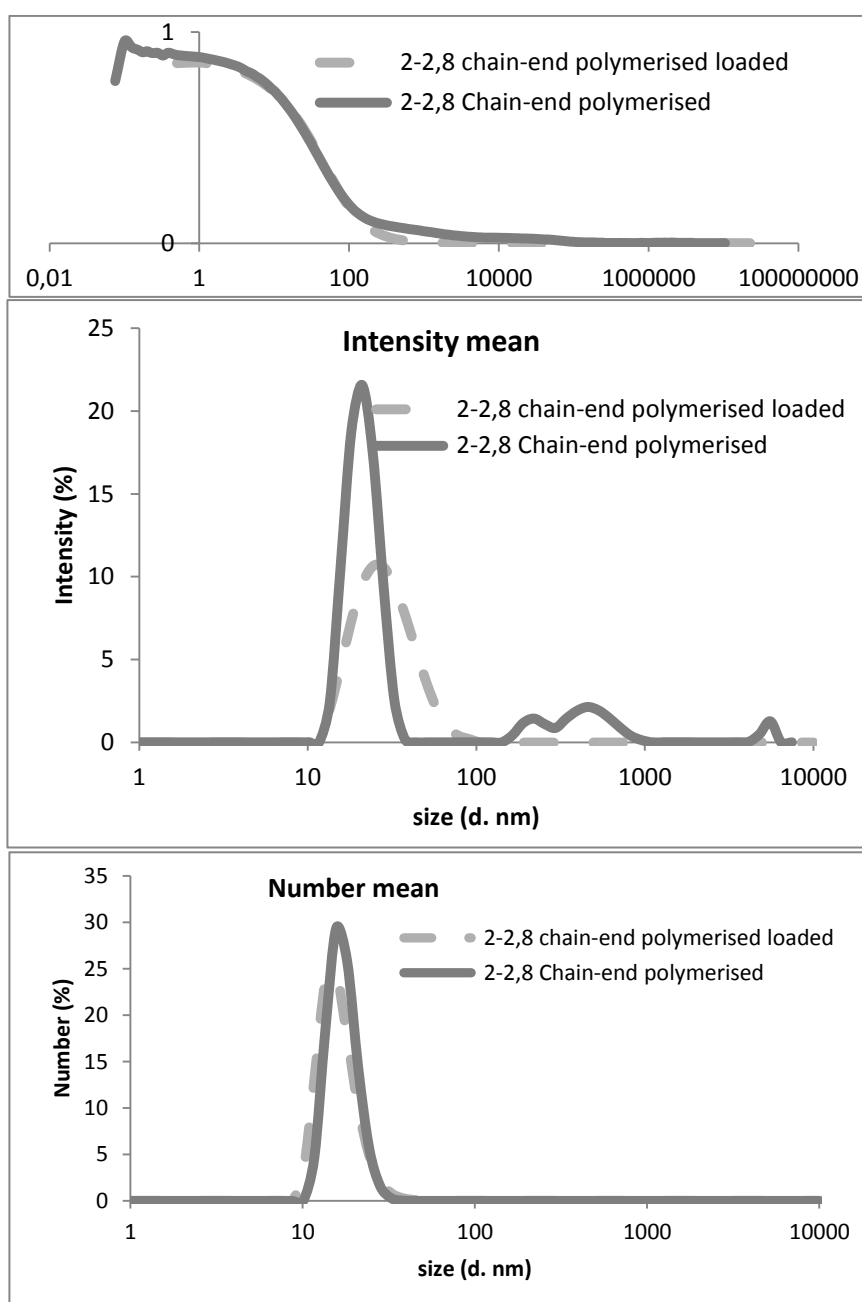 1
2-2,8 chain-end polymerised loaded
2-2,8 Chain-end polymerised
0
0,01 1 100 10000 1000000 100000000
Intensity mean
25
20
15
10
5
0
2-2,8 chain-end polymerised loaded
2-2,8 Chain-end polymerised
Intensity (%)
1 10 100 1000 10000
size (d. nm)
Number mean
35
30
25
20
15
10
5
0
2-2,8 chain-end polymerised loaded
2-2,8 Chain-end polymerised
Number (%)
1 10 100 1000 10000
size (d. nm)